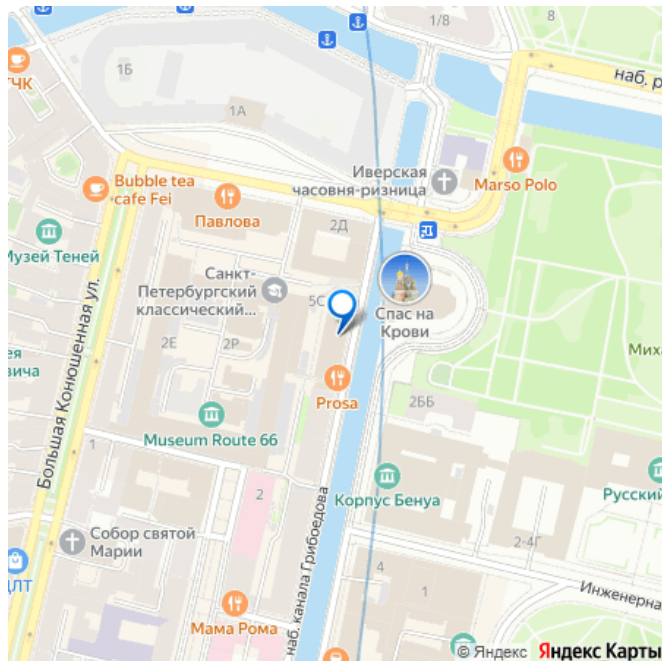 1/8
8
1Б
ТЧК
1А
наб. р
Иверская
часовня-ризница
Marso Polo
Bubble tea
cafe Fei
Павлова
Музей Теней
2Д
Санкт-
Петербургский
классический...
5С
Спас на
Крови
Миха
ея
евича
2Е
2Р
Prosa
2ББ
Museum Route 66
Большая Конюшенная ул.
1
2
Корпус Бенуа
Русский
Собор святой
Марии
наб. канала Грибоедова
2-4Г
ДЛТ
4
1
Инженерна
Мама Рома
© Яндекс Яндекс Карты